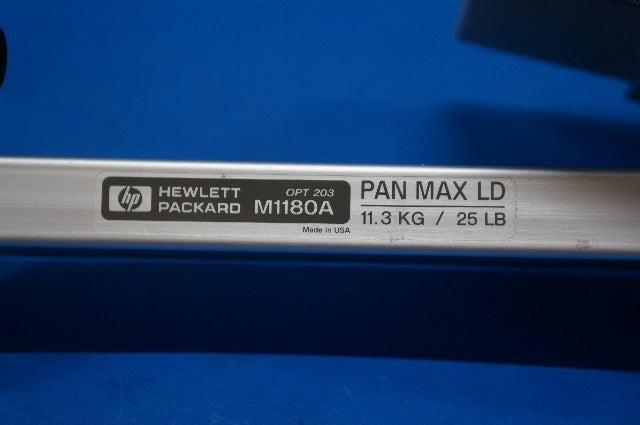 hp HEWLETT PACKARD OPT 203 M1180A
Made in USA
PAN MAX LD
11.3 KG / 25 LB